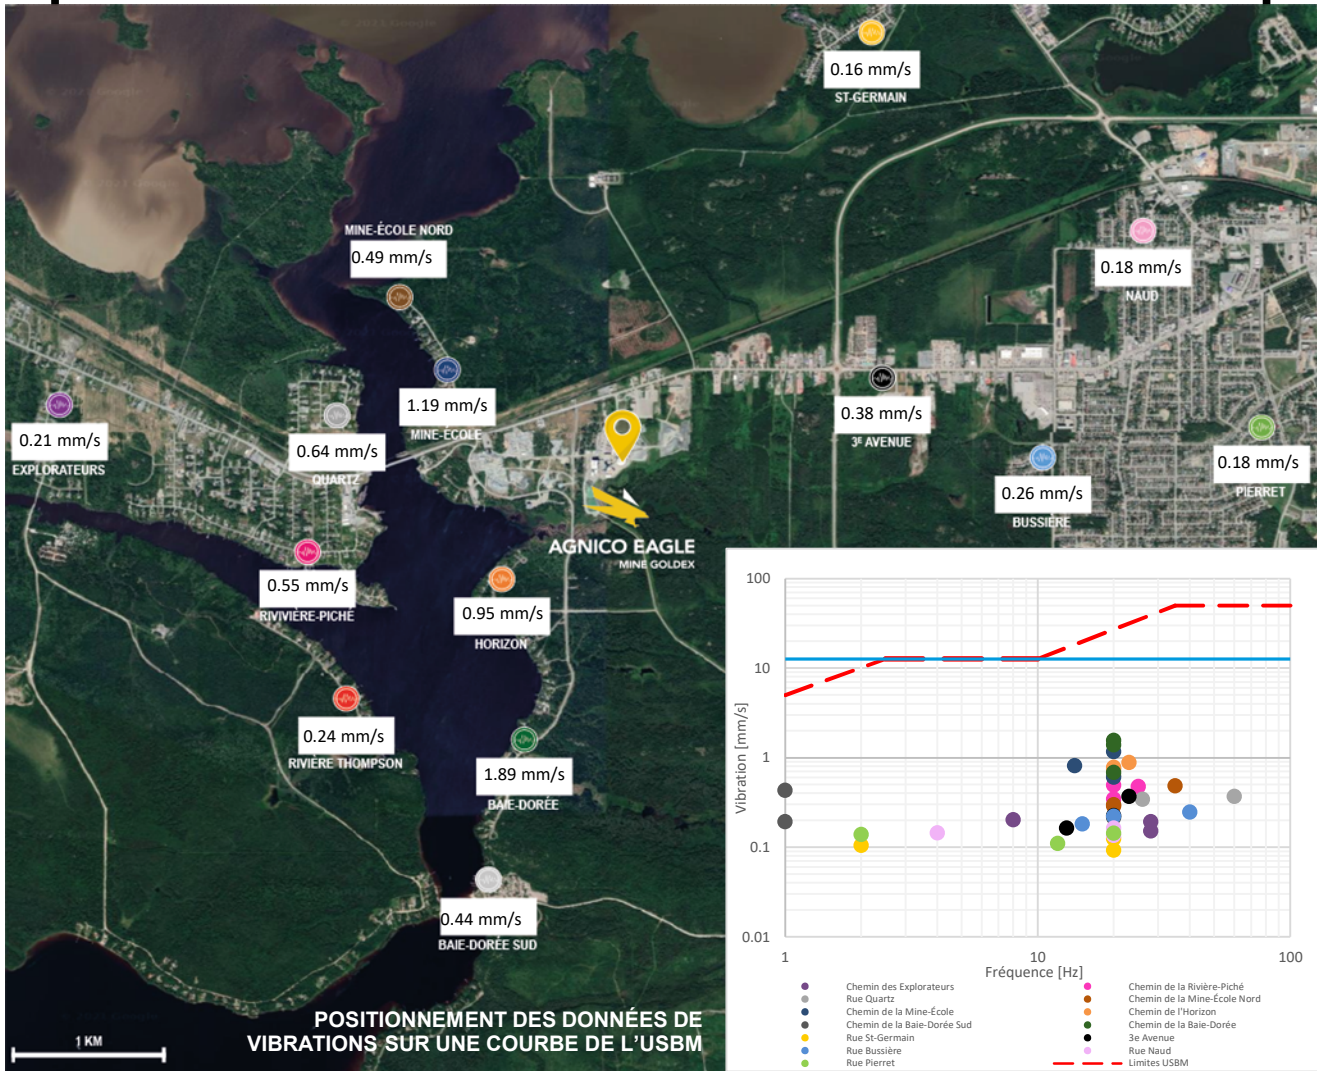 0.16 mm/s
ST-GERMAIN
MINE-ÉCOLE NORD
0.49 mm/s
0.18 mm/s
NAUD
1.19 mm/s
MINE-ÉCOLE
0.21 mm/s
EXPLORATEURS
0.64 mm/s
QUARTZ
0.38 mm/s
3E AVENUE
0.18 mm/s
PIERRET
0.26 mm/s
BUSSIÈRE
AGNICO EAGLE
MINE GOLDEX
0.55 mm/s
RIVIVIÈRE-PICHÉ
0.95 mm/s
HORIZON
0.24 mm/s
RIVIÈRE THOMPSON
1.89 mm/s
BAIE-DORÉE
0.44 mm/s
BAIE-DORÉE SUD
POSITIONNEMENT DES DONNÉES DE
VIBRATIONS SUR UNE COURBE DE L'USBM
1 KM
100
10
1
0.1
0.01
Vibration [mm/s]
1
10
100
Fréquence [Hz]
Chemin des Explorateurs
Chemin de la Rivière-Piché
Rue Quartz
Chemin de la Mine-École Nord
Chemin de la Mine-École
Chemin de l'Horizon
Chemin de la Baie-Dorée Sud
Chemin de la Baie-Dorée
Rue St-Germain
3e Avenue
Rue Bussière
Rue Naud
Rue Pierret
Limites USBM